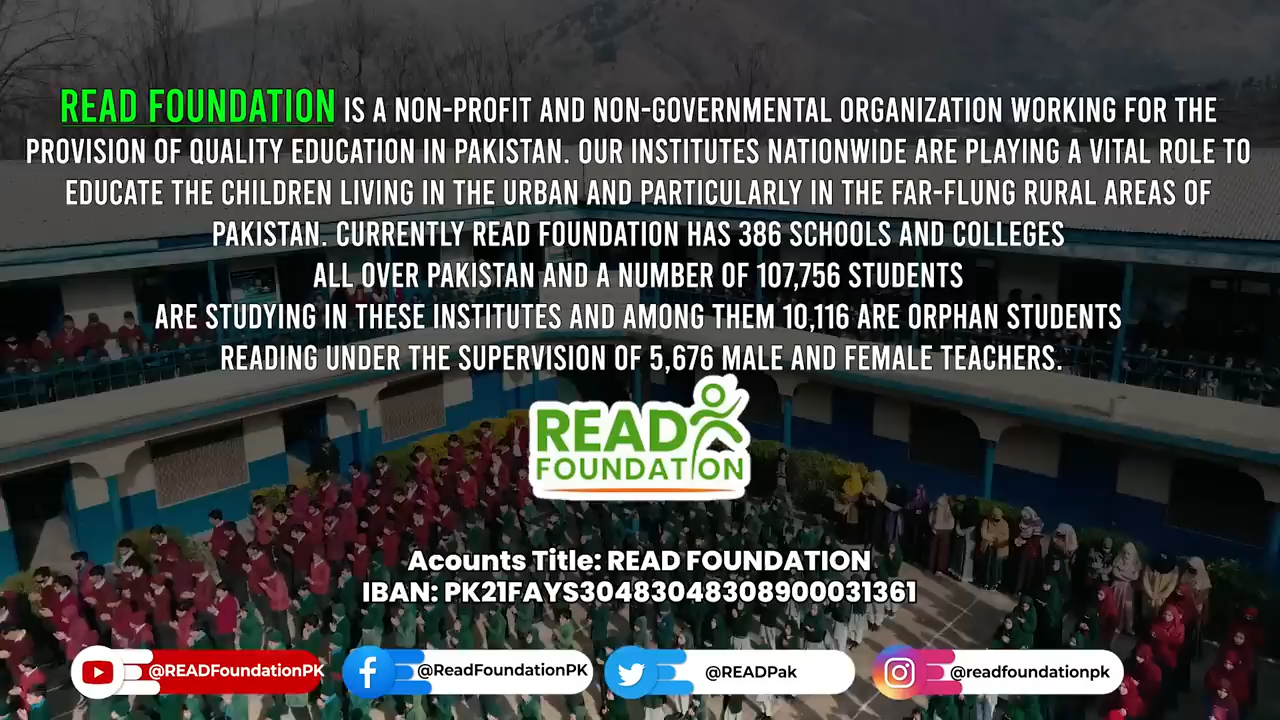 READ FOUNDATION IS A NON-PROFIT AND NON-GOVERNMENTAL ORGANIZATION WORKING FOR THE
PROVISION OF QUALITY EDUCATION IN PAKISTAN. OUR INSTITUTES NATIONWIDE ARE PLAYING A VITAL ROLE TO
EDUCATE THE CHILDREN LIVING IN THE URBAN AND PARTICULARLY IN THE FAR-FLUNG RURAL AREAS OF
PAKISTAN. CURRENTLY READ FOUNDATION HAS 386 SCHOOLS AND COLLEGES
ALL OVER PAKISTAN AND A NUMBER OF 107,756 STUDENTS
ARE STUDYING IN THESE INSTITUTES AND AMONG THEM 10,116 ARE ORPHAN STUDENTS
READING UNDER THE SUPERVISION OF 5,676 MALE AND FEMALE TEACHERS.
READ
FOUNDATION
Acounts Title: READ FOUNDATION
IBAN: PK21FAYS30483048308900031361
@READFoundationPK
@ReadFoundationPK
@READPak
@readfoundationpk